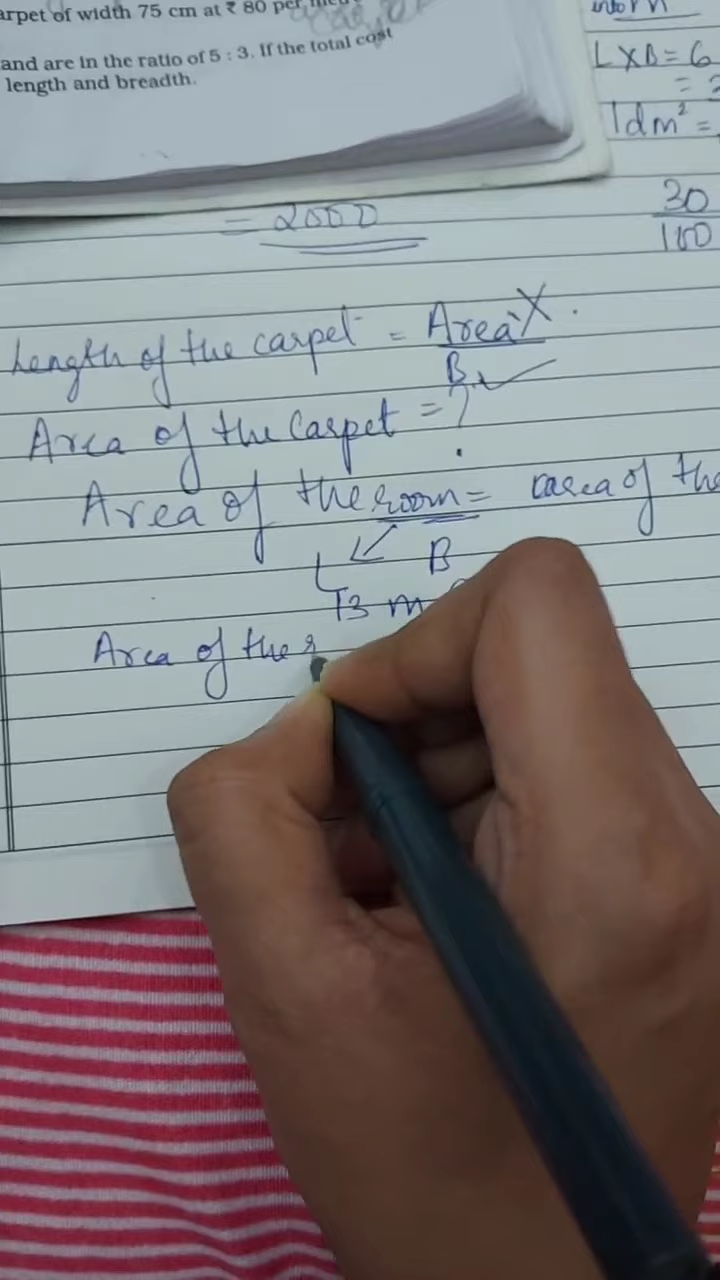 arpet of width 75 cm at ₹ 80 per
and are in the ratio of 5 : 3. If the total cost
length and breadth.
L X B = 6
1 dm² =
= 2000
30
100
Length of the carpet = Area X .
B ✓
Area of the carpet = ?
Area of the room = area of the
L B
13 m
Area of the r